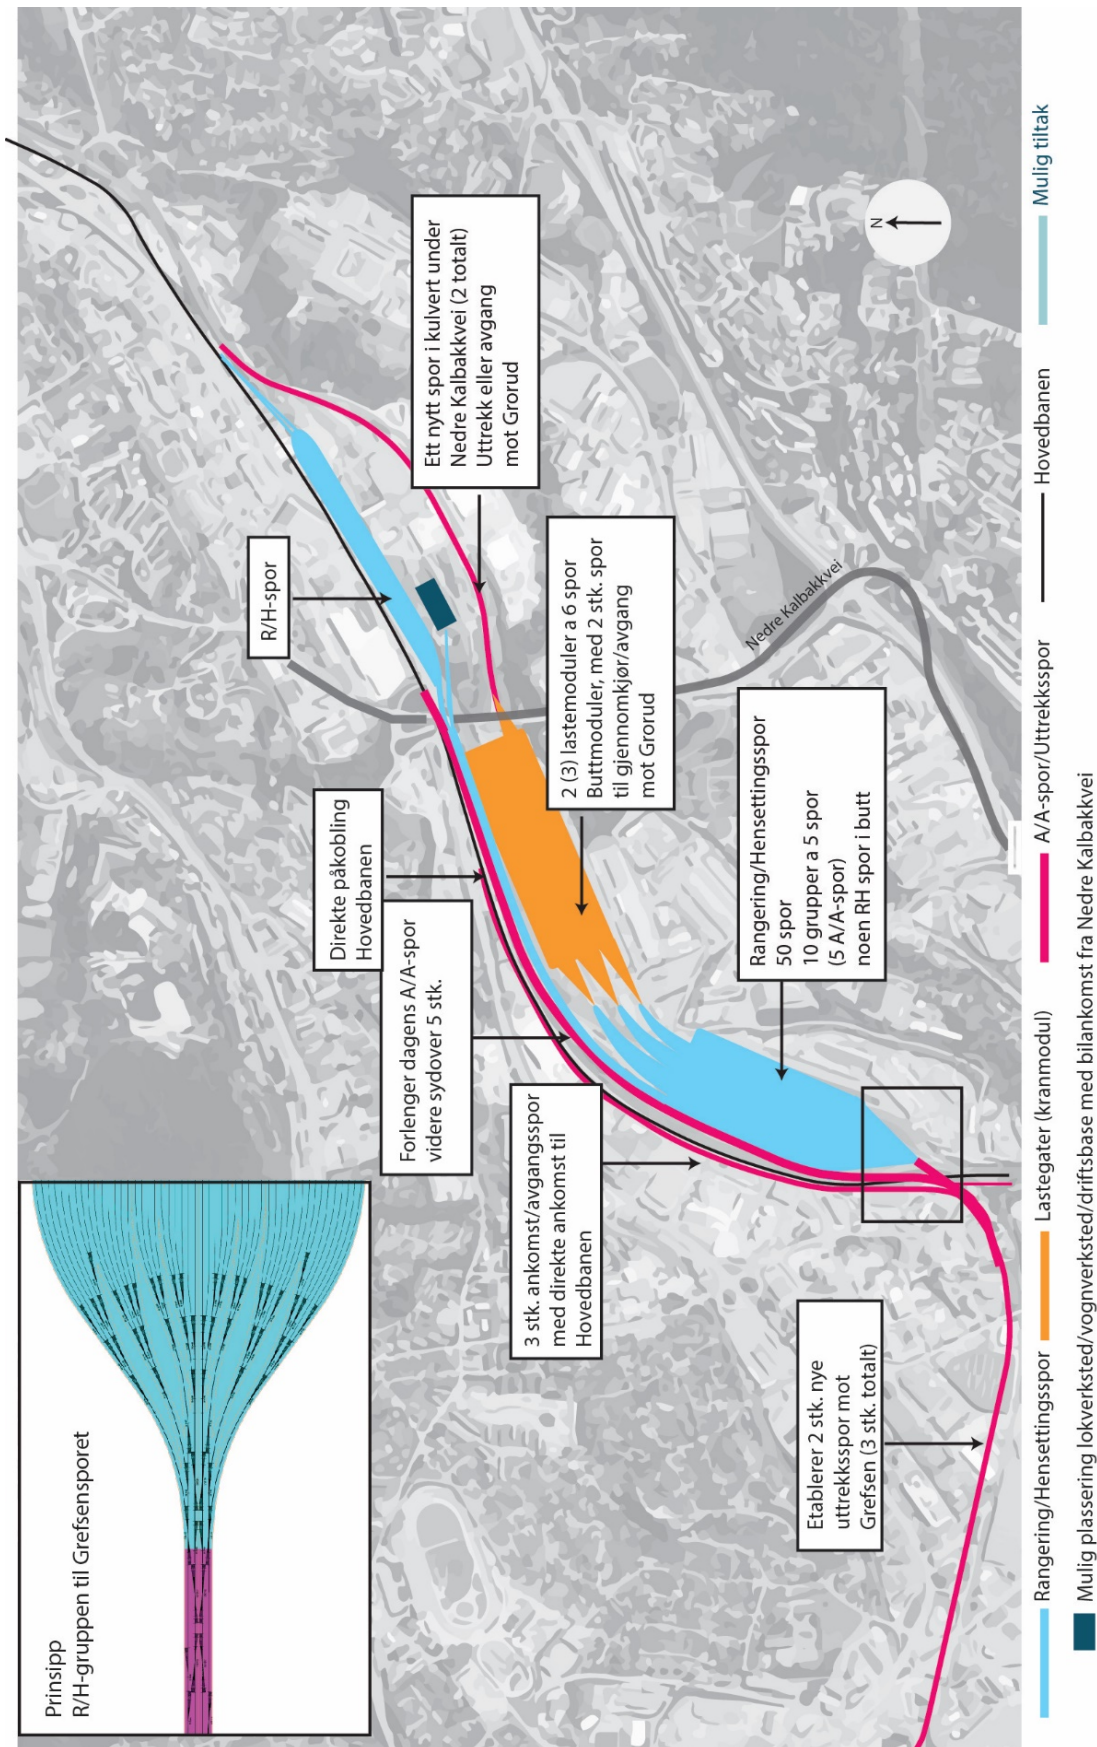 Prinsipp
R/H-gruppen til Grefsensporet
Etablerer 2 stk. nye
uttrekksspor mot
Grefsen (3 stk. totalt)
3 stk. ankomst/avgangsspor
med direkte ankomst til
Hovedbanen
Forlenger dagens A/A-spor
videre sydover 5 stk.
Direkte påkobling
Hovedbanen
R/H-spor
Ett nytt spor i kulvert under
Nedre Kalbakkvei (2 totalt)
Uttrekk eller avgang
mot Grorud
2 (3) lastemoduler a 6 spor
Buttmoduler, med 2 stk. spor
til gjennomkjør/avgang
mot Grorud
Rangering/Hensettingsspor
50 spor
10 grupper a 5 spor
(5 A/A-spor)
noen RH spor i butt
Nedre Kalbakkvei
N
Rangering/Hensettingsspor
Lastegater (kranmodul)
A/A-spor/Uttrekksspor
Hovedbanen
Mulig tiltak
Mulig plassering lokverksted/vognverksted/driftsbase med bilankomst fra Nedre Kalbakkvei